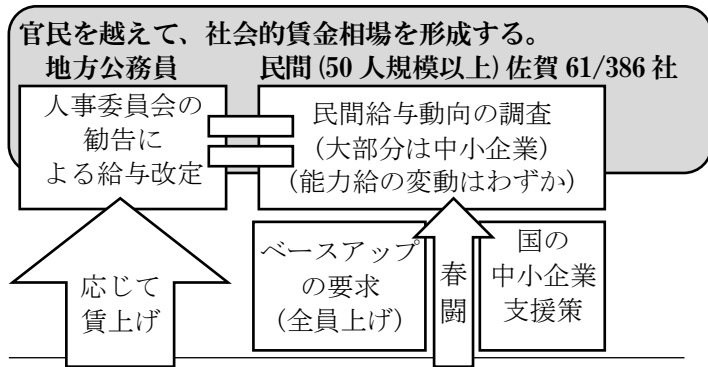 官民を越えて、社会的賃金相場を形成する。
地方公務員
民間(50人規模以上)佐賀61/386社
人事委員会の
勧告に
よる給与改定
民間給与動向の調査
(大部分は中小企業)
(能力給の変動はわずか)
応じて
賃上げ
ベースアップ
の要求
(全員上げ)
春闘
国の
中小企業
支援策